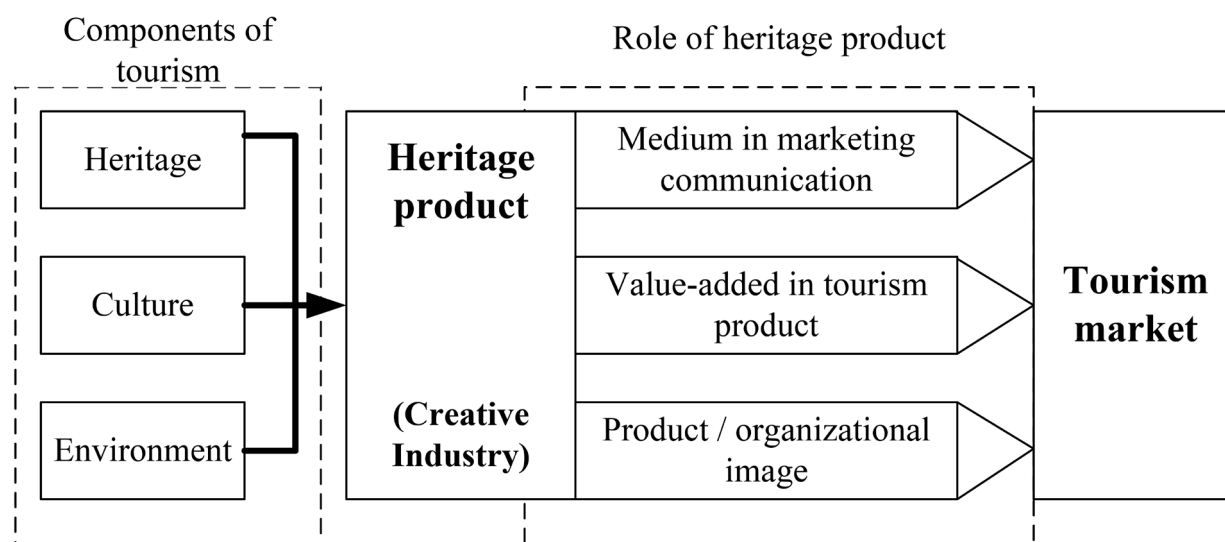 Components of
tourism
Role of heritage product
Heritage
Culture
Environment
Heritage
product
(Creative
Industry)
Medium in marketing
communication
Value-added in tourism
product
Product / organizational
image
Tourism
market